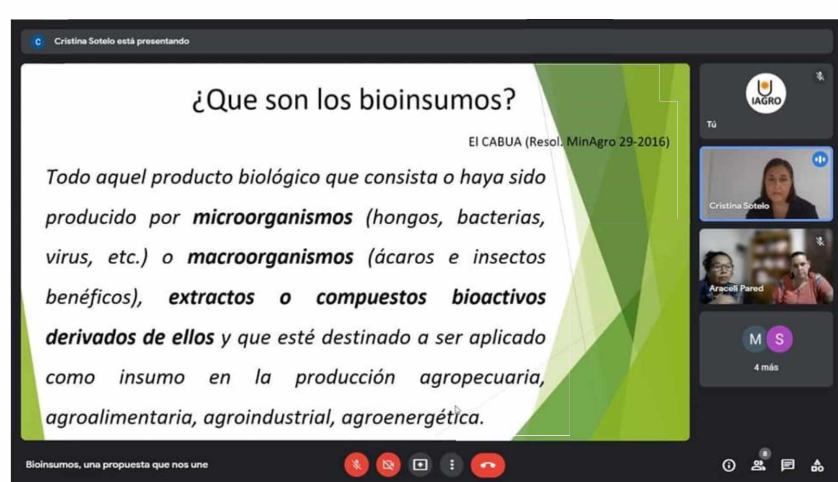 C Cristina Sotelo está presentando
¿Que son los bioinsumos?
El CABUA (Resol. MinAgro 29-2016)
Todo aquel producto biológico que consista o haya sido
producido por microorganismos (hongos, bacterias,
virus, etc.) o macroorganismos (ácaros e insectos
benéficos), extractos o compuestos bioactivos
derivados de ellos y que esté destinado a ser aplicado
como insumo en la producción agropecuaria,
agroalimentaria, agroindustrial, agroenergética.
IAGRO
Tú
Cristina Sotelo
Araceli Pared
M S
4 más
Bioinsumos, una propuesta que nos une
8